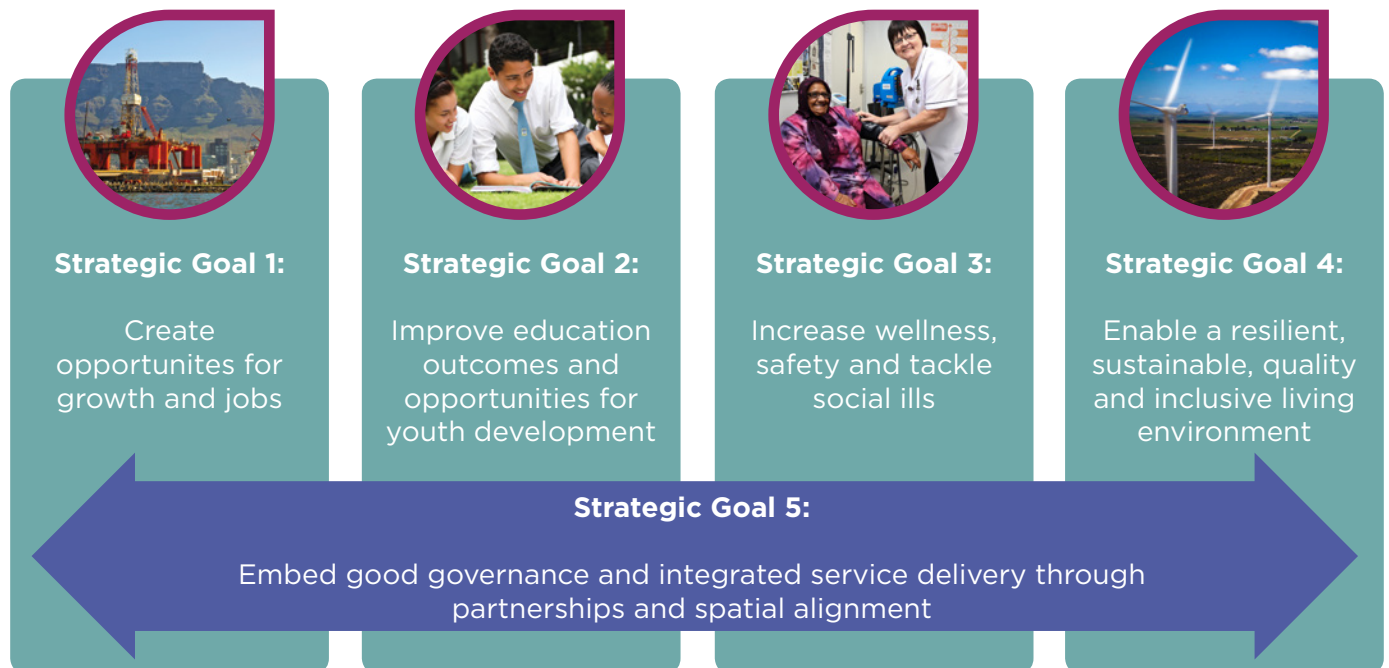 Strategic Goal 1:
Create
opportunites for
growth and jobs
Strategic Goal 2:
Improve education
outcomes and
opportunities for
youth development
Strategic Goal 3:
Increase wellness,
safety and tackle
social ills
Strategic Goal 4:
Enable a resilient,
sustainable, quality
and inclusive living
environment
Strategic Goal 5:
Embed good governance and integrated service delivery through
partnerships and spatial alignment